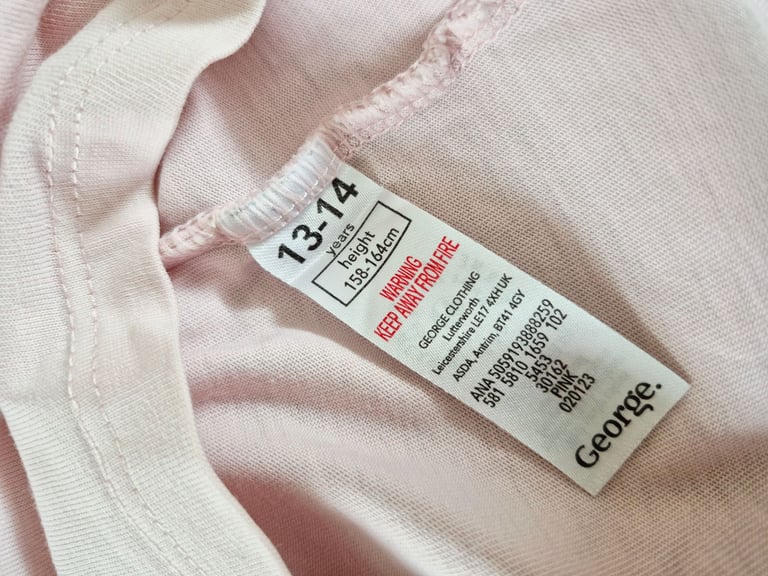 13-14
years
height
158-164cm
WARNING
KEEP AWAY FROM FIRE
GEORGE CLOTHING
Lutterworth
Leicestershire LE17 4XH UK
ASDA, Antrim, BT41 4GY
ANA 5059193888259
581 5810 1659 102
5453
30162
PINK
020123
George.